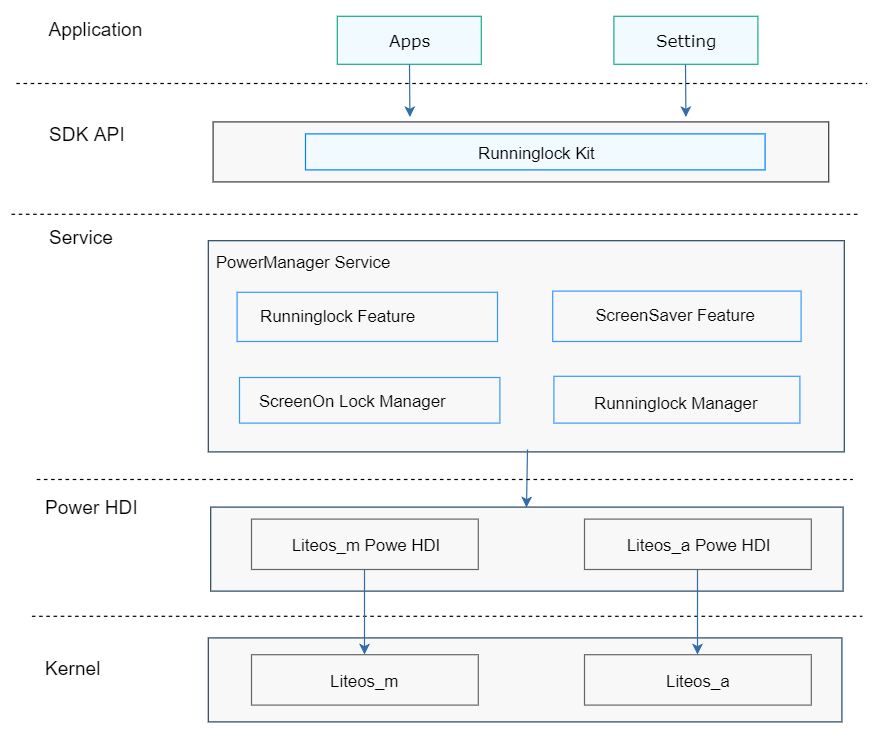 Application
Apps
Setting
SDK API
Runninglock Kit
Service
PowerManager Service
Runninglock Feature
ScreenSaver Feature
ScreenOn Lock Manager
Runninglock Manager
Power HDI
Liteos_m Powe HDI
Liteos_a Powe HDI
Kernel
Liteos_m
Liteos_a